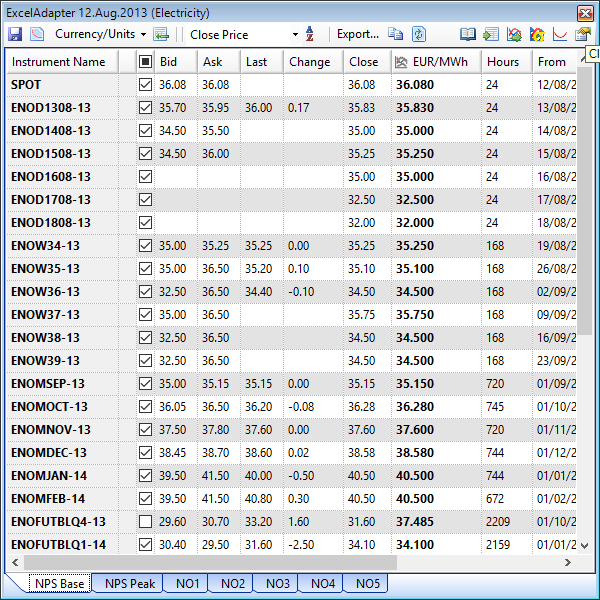 ExcelAdapter 12.Aug.2013 (Electricity)
Currency/Units Close Price Export...
Cl
Instrument Name Bid Ask Last Change Close EUR/MWh Hours From
SPOT 36.08 36.08 36.08 36.080 24 12/08/2
ENOD1308-13 35.70 35.95 36.00 0.17 35.83 35.830 24 13/08/2
ENOD1408-13 34.50 35.50 35.00 35.000 24 14/08/2
ENOD1508-13 34.50 36.00 35.25 35.250 24 15/08/2
ENOD1608-13 35.00 35.000 24 16/08/2
ENOD1708-13 32.50 32.500 24 17/08/2
ENOD1808-13 32.00 32.000 24 18/08/2
ENOW34-13 35.00 35.25 35.25 0.00 35.25 35.250 168 19/08/2
ENOW35-13 35.00 36.50 35.20 0.10 35.10 35.100 168 26/08/2
ENOW36-13 32.50 36.50 34.40 -0.10 34.50 34.500 168 02/09/2
ENOW37-13 35.00 36.50 35.75 35.750 168 09/09/2
ENOW38-13 32.50 36.50 34.50 34.500 168 16/09/2
ENOW39-13 32.50 36.50 34.50 34.500 168 23/09/2
ENOMSEP-13 35.00 35.15 35.15 0.00 35.15 35.150 720 01/09/2
ENOMOCT-13 36.05 36.50 36.20 -0.08 36.28 36.280 745 01/10/2
ENOMNOV-13 37.50 37.80 37.60 0.00 37.60 37.600 720 01/11/2
ENOMDEC-13 38.45 38.70 38.60 0.02 38.58 38.580 744 01/12/2
ENOMJAN-14 39.50 41.50 40.00 -0.50 40.50 40.500 744 01/01/2
ENOMFEB-14 39.50 41.50 40.80 0.30 40.50 40.500 672 01/02/2
ENOFUTBLQ4-13 29.60 30.70 33.20 1.60 31.60 37.485 2209 01/10/2
ENOFUTBLQ1-14 30.40 29.50 31.60 -2.50 34.10 34.100 2159 01/01/2
NPS Base NPS Peak NO1 NO2 NO3 NO4 NO5